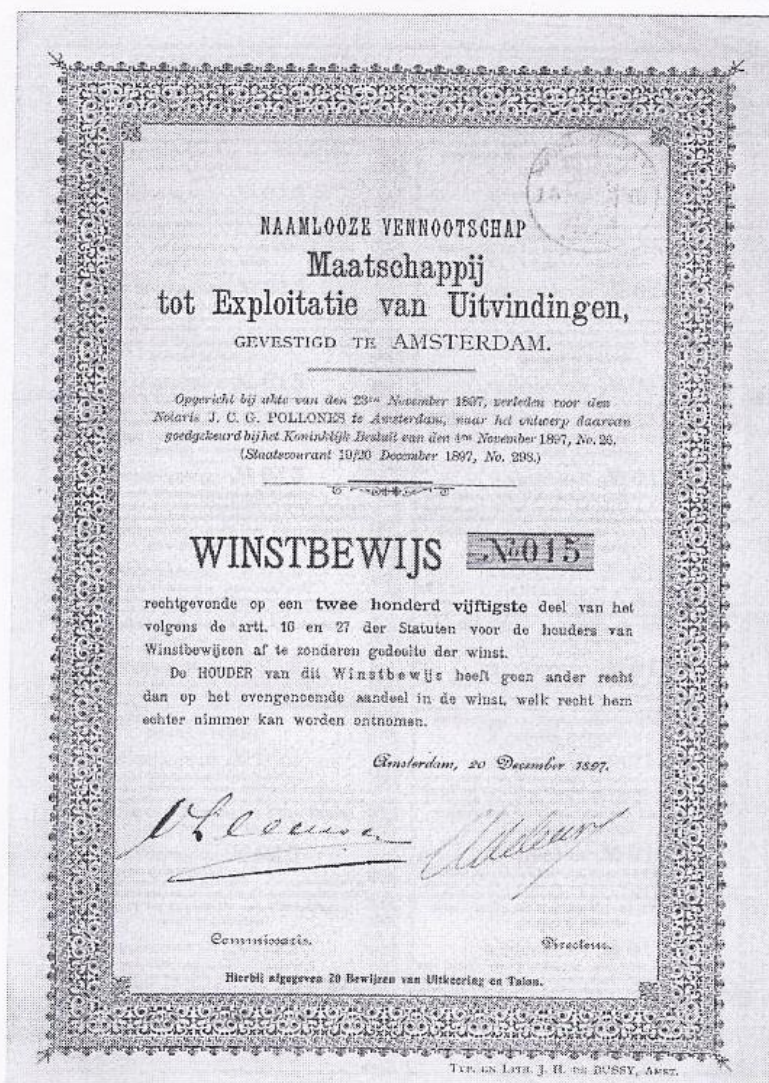 NAAMLOOZE VENNOOTSCHAP
Maatschappij
tot Exploitatie van Uitvindingen,
GEVESTIGD TE AMSTERDAM.
Opgericht bij akte van den 23sten November 1897, verleden voor den
Notaris J. C. G. POLLONES te Amsterdam, naar het ontwerp daarvan
goedgekeurd bij het Koninklijk Besluit van den 4den November 1897, No. 26.
(Staatscourant 19/20 December 1897, No. 298.)
WINSTBEWIJS No 015
rechtgevende op een twee honderd vijftigste deel van het
volgens de artt. 16 en 27 der Statuten voor de houders van
Winstbewijzen af te zonderen gedeelte der winst.
De HOUDER van dit Winstbewijs heeft geen ander recht
dan op het evengenoemde aandeel in de winst, welk recht hem
echter nimmer kan worden ontnomen.
Amsterdam, 20 December 1897.
Commissaris.
Directeur.
Hierbij afgegeven 20 Bewijzen van Uitkeering en Talon.
TYP. EN LITH. J. H. DE BUSSY, AMST.